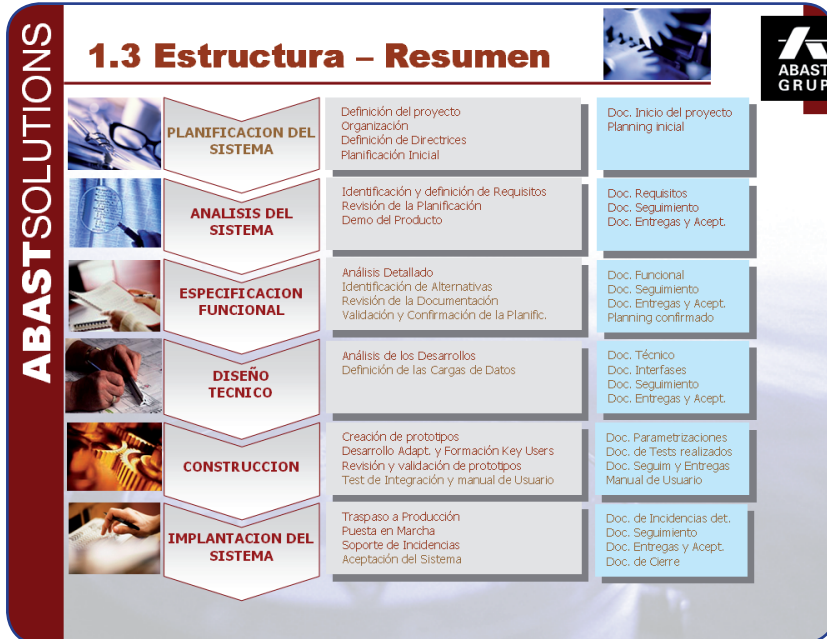 ABASTSOLUTIONS
1.3 Estructura – Resumen
ABAST
GRUP
PLANIFICACION DEL
SISTEMA
Definición del proyecto
Organización
Definición de Directrices
Planificación Inicial
Doc. Inicio del proyecto
Planning inicial
ANALISIS DEL
SISTEMA
Identificación y definición de Requisitos
Revisión de la Planificación
Demo del Producto
Doc. Requisitos
Doc. Seguimiento
Doc. Entregas y Acept.
ESPECIFICACION
FUNCIONAL
Análisis Detallado
Identificación de Alternativas
Revisión de la Documentación
Validación y Confirmación de la Planific.
Doc. Funcional
Doc. Seguimiento
Doc. Entregas y Acept.
Planning confirmado
DISEÑO
TECNICO
Análisis de los Desarrollos
Definición de las Cargas de Datos
Doc. Técnico
Doc. Interfases
Doc. Seguimiento
Doc. Entregas y Acept.
CONSTRUCCION
Creación de prototipos
Desarrollo Adapt. y Formación Key Users
Revisión y validación de prototipos
Test de Integración y manual de Usuario
Doc. Parametrizaciones
Doc. de Tests realizados
Doc. Seguim y Entregas
Manual de Usuario
IMPLANTACION DEL
SISTEMA
Traspaso a Producción
Puesta en Marcha
Soporte de Incidencias
Aceptación del Sistema
Doc. de Incidencias det.
Doc. Seguimiento
Doc. Entregas y Acept.
Doc. de Cierre